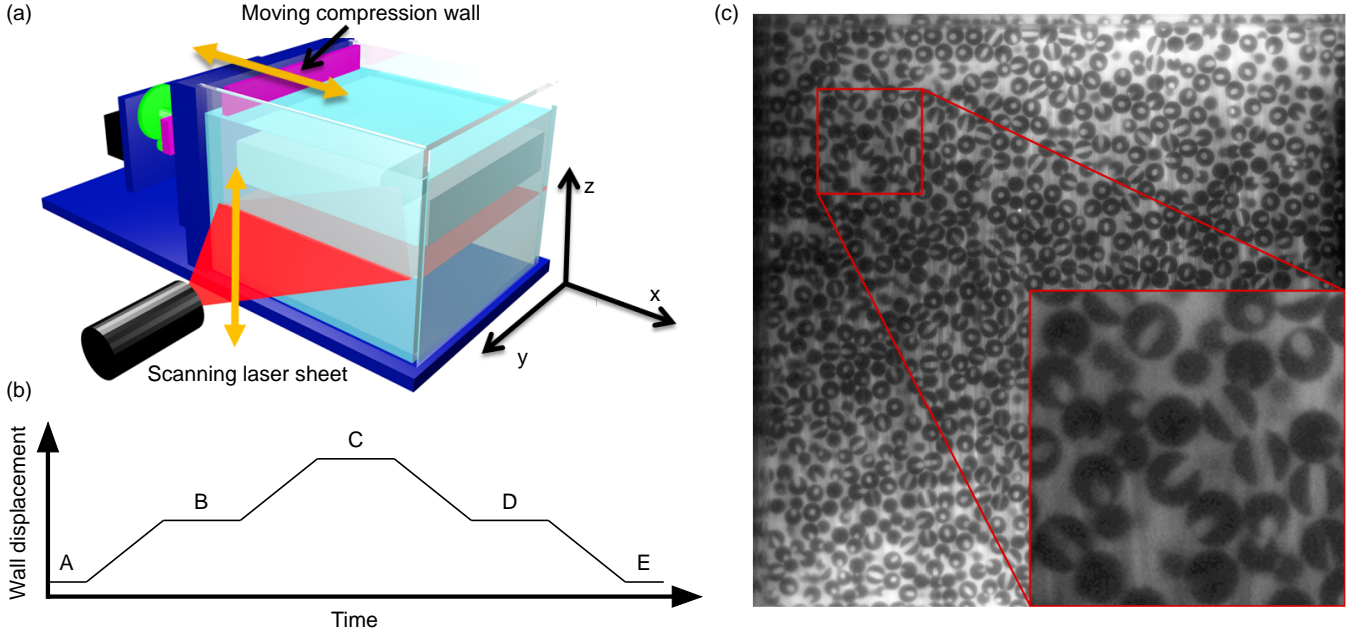 (a)
Moving compression wall
z
x
y
Scanning laser sheet
(b)
Wall displacement
A
B
C
D
E
Time
(c)